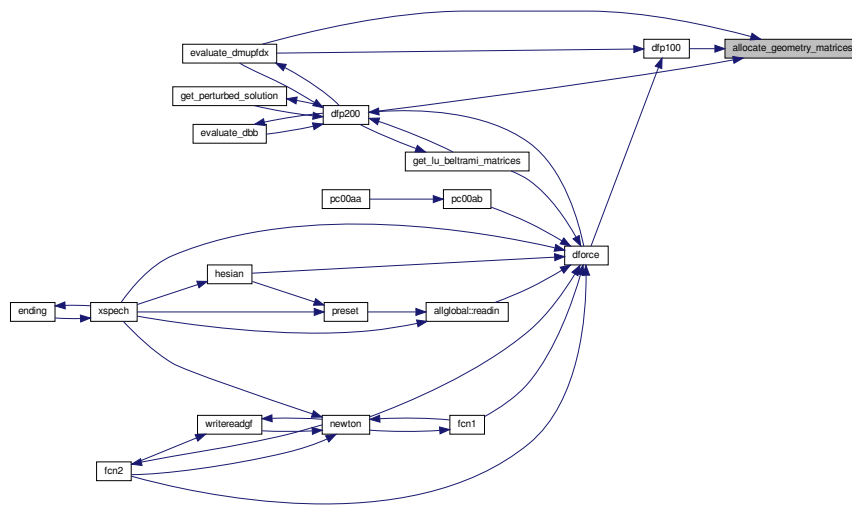 evaluate_dmupfdx
dfp100
allocate_geometry_matrices
get_perturbed_solution
dfp200
evaluate_dbb
get_lu_beltrami_matrices
pc00aa
pc00ab
dforce
hesian
ending
xspech
preset
allglobal::readin
writereadgf
newton
fcn1
fcn2